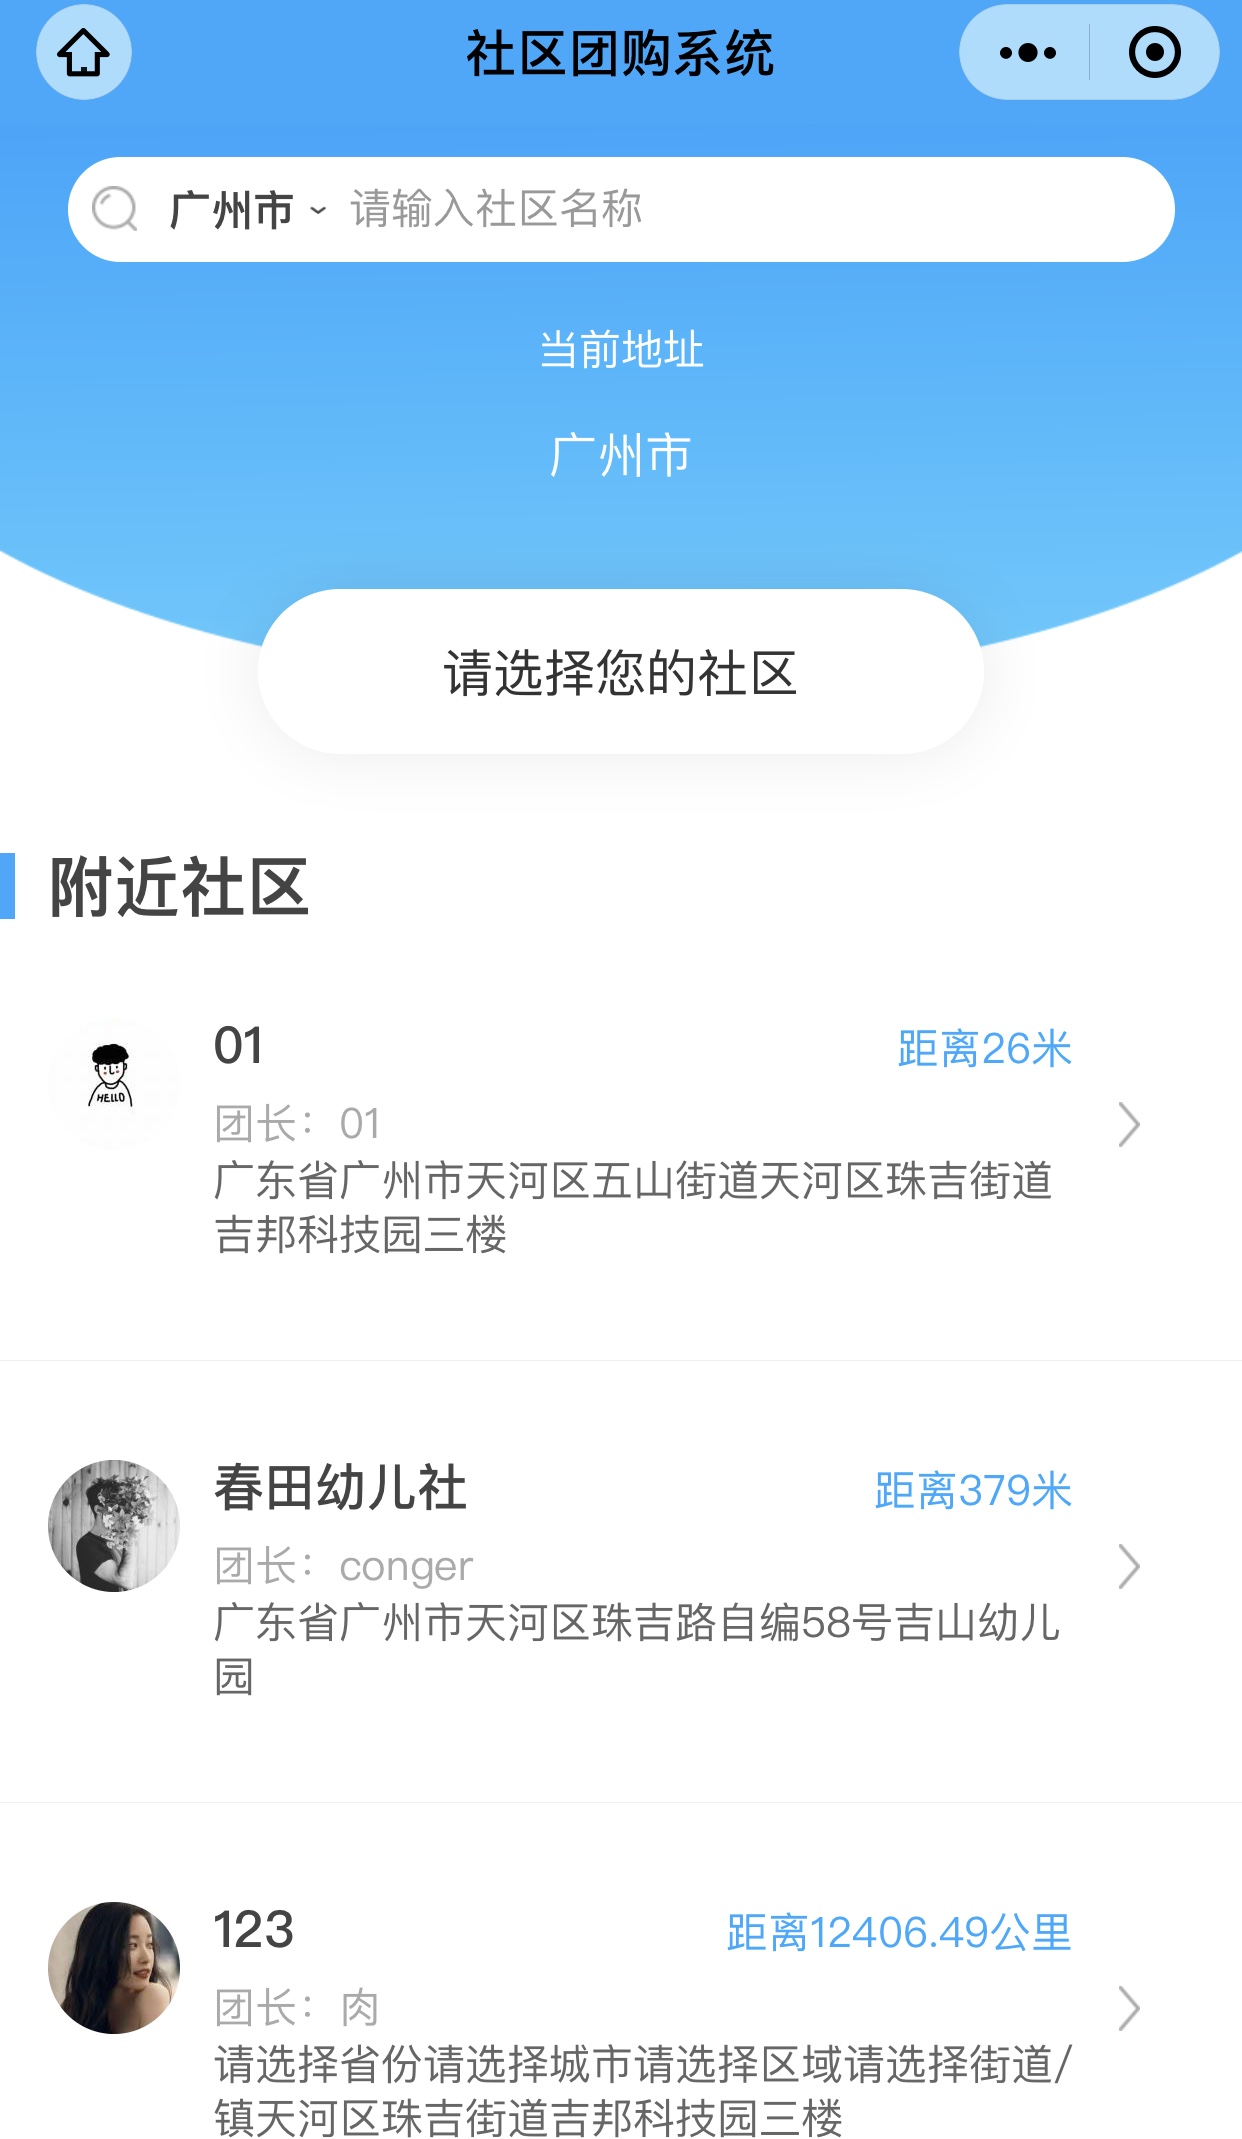 社区团购系统
广州市 请输入社区名称
当前地址
广州市
请选择您的社区
附近社区
HELLO
01 距离26米
团长：01
广东省广州市天河区五山街道天河区珠吉街道
吉邦科技园三楼
春田幼儿社 距离379米
团长：conger
广东省广州市天河区珠吉路自编58号吉山幼儿
园
123 距离12406.49公里
团长：肉
请选择省份请选择城市请选择区域请选择街道/
镇天河区珠吉街道吉邦科技园三楼